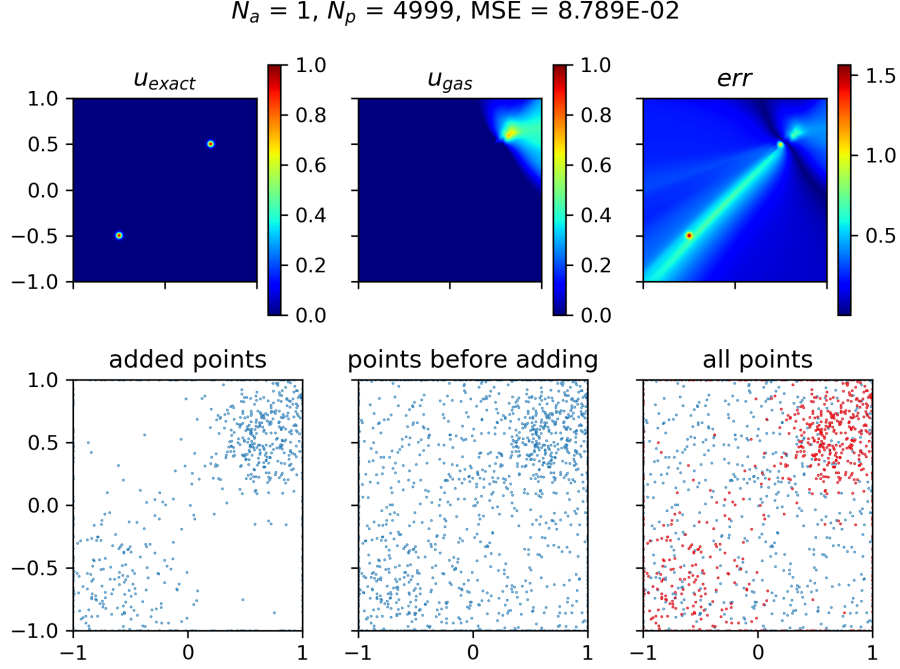 N_a = 1, N_p = 4999, MSE = 8.789E-02
u_exact
u_gas
err
1.0
0.5
0.0
−0.5
−1.0
1.0
0.8
0.6
0.4
0.2
0.0
1.0
0.8
0.6
0.4
0.2
0.0
1.5
1.0
0.5
added points
points before adding
all points
1.0
0.5
0.0
−0.5
−1.0
−1 0 1
−1 0 1
−1 0 1